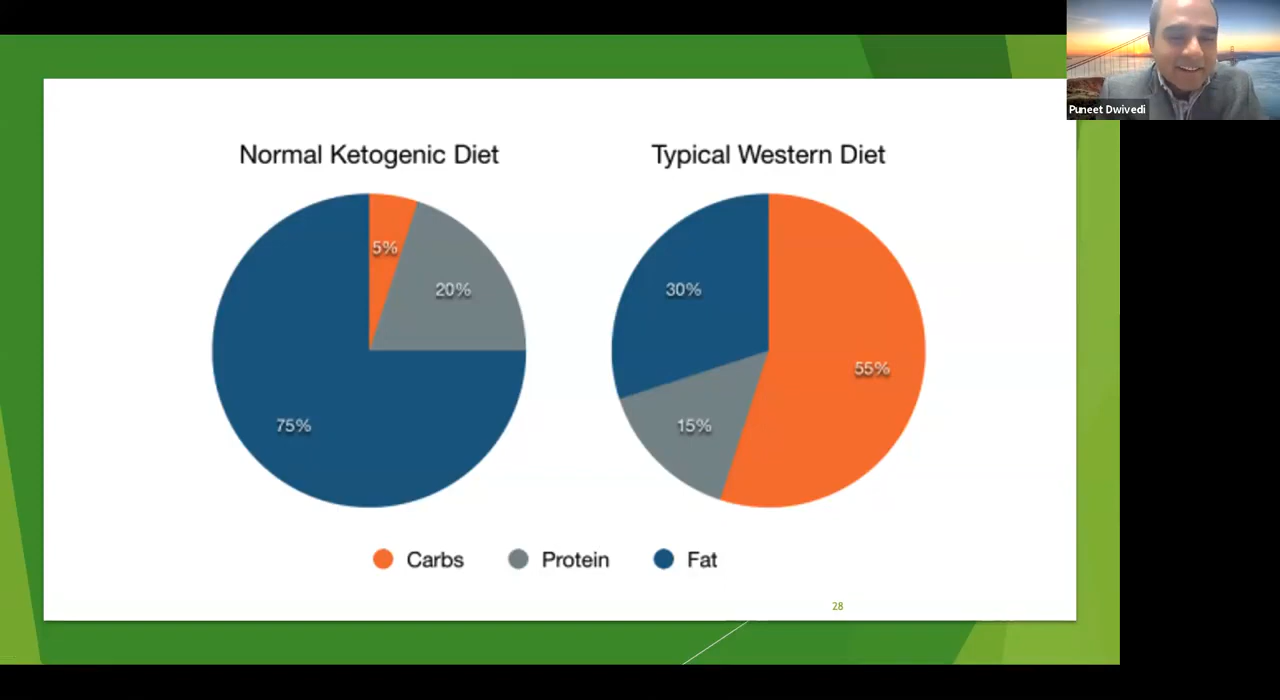 Puneet Dwivedi
Normal Ketogenic Diet
Typical Western Diet
5%
20%
75%
30%
55%
15%
Carbs
Protein
Fat
28